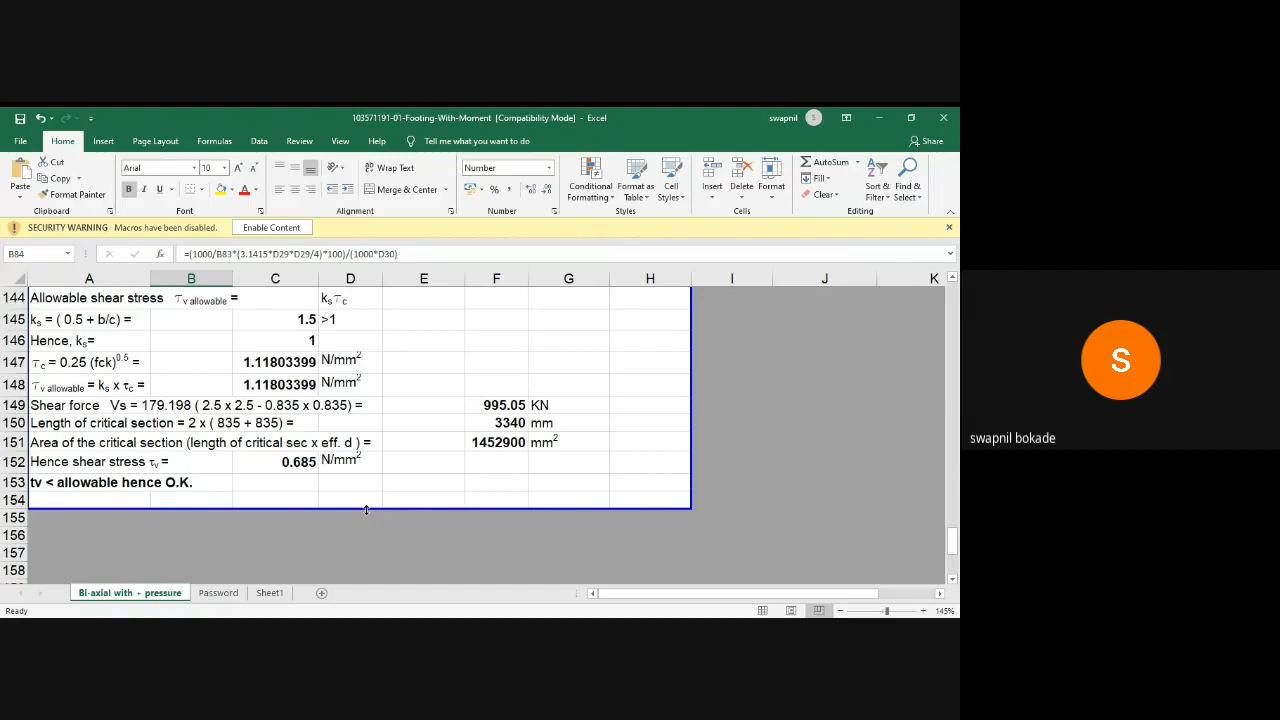 103571191-01-Footing-With-Moment [Compatibility Mode] - Excel
swapnil
S
File Home Insert Page Layout Formulas Data Review View Help Tell me what you want to do Share
Paste Cut Copy Format Painter Clipboard
Arial 10 B I U A Font
Wrap Text Merge & Center Alignment
Number % Number
Conditional Formatting Format as Table Cell Styles Styles
Insert Delete Format Cells
AutoSum Fill Clear Sort & Filter Find & Select Editing
SECURITY WARNING Macros have been disabled. Enable Content
B84 fx =(1000/B83*(3.1415*D29*D29/4)*100)/(1000*D30)
A B C D E F G H I J K
144 Allowable shear stress τv allowable = ksτc
145 ks = ( 0.5 + b/c) = 1.5 >1
146 Hence, ks= 1
147 τc = 0.25 (fck)0.5 = 1.11803399 N/mm2
148 τv allowable = ks x τc = 1.11803399 N/mm2
149 Shear force Vs = 179.198 ( 2.5 x 2.5 - 0.835 x 0.835) = 995.05 KN
150 Length of critical section = 2 x ( 835 + 835) = 3340 mm
151 Area of the critical section (length of critical sec x eff. d ) = 1452900 mm2
152 Hence shear stress τv = 0.685 N/mm2
153 tv < allowable hence O.K.
154
155
156
157
158
Bi-axial with + pressure Password Sheet1
Ready 145%
S
swapnil bokade